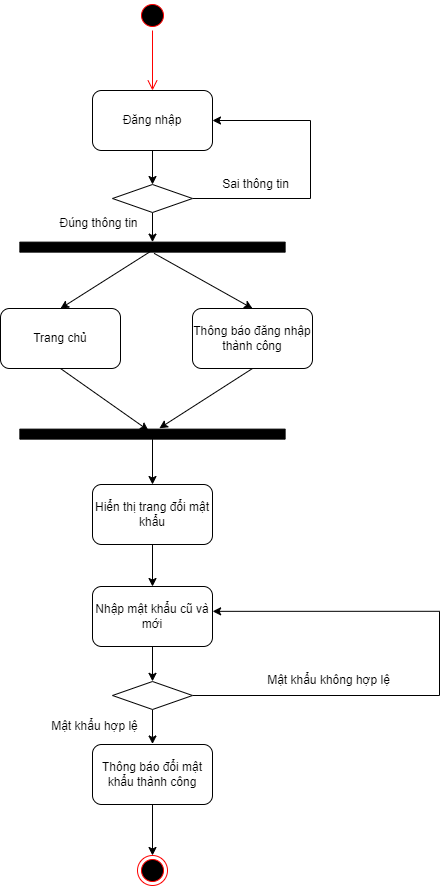 Đăng nhập
Sai thông tin
Đúng thông tin
Trang chủ
Thông báo đăng nhập
thành công
Hiển thị trang đổi mật
khẩu
Nhập mật khẩu cũ và
mới
Mật khẩu không hợp lệ
Mật khẩu hợp lệ
Thông báo đổi mật
khẩu thành công